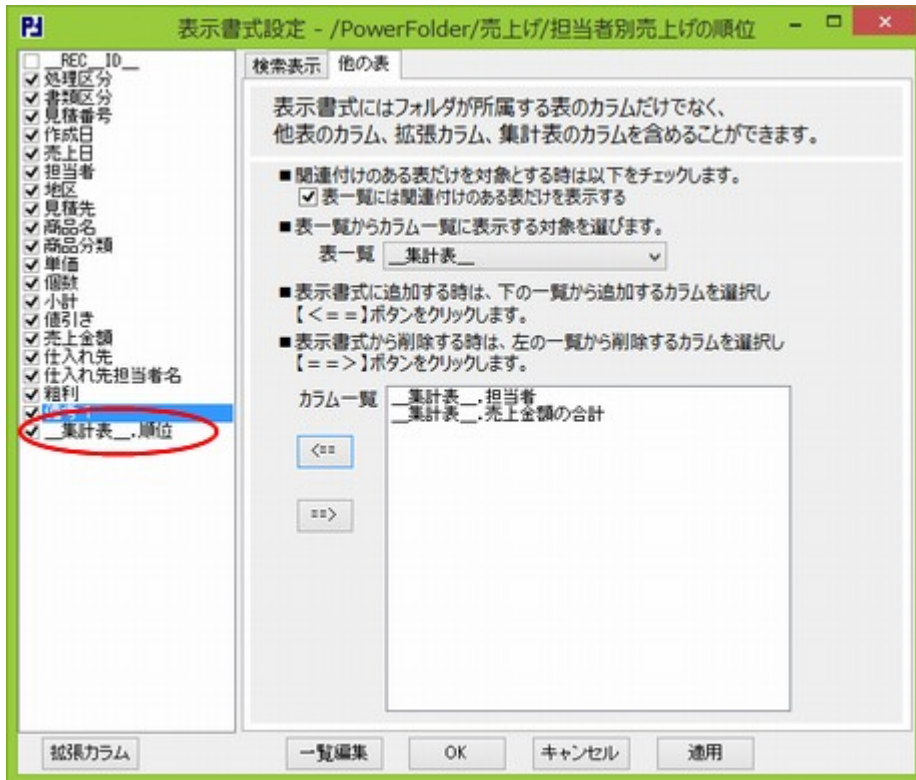 表示書式設定 - /PowerFolder/売上げ/担当者別売上げの順位
__REC__ID__
処理区分
書類区分
見積番号
作成日
売上日
担当者
地区
見積先
商品名
商品分類
単価
個数
小計
値引き
売上金額
仕入れ先
仕入れ先担当者名
粗利
__集計表__.順位
拡張カラム
検索表示
他の表
表示書式にはフォルダが所属する表のカラムだけでなく、
他表のカラム、拡張カラム、集計表のカラムを含めることができます。
■関連付けのある表だけを対象とする時は以下をチェックします。
表一覧には関連付けのある表だけを表示する
■表一覧からカラム一覧に表示する対象を選びます。
表一覧 __集計表__
■表示書式に追加する時は、下の一覧から追加するカラムを選択し
【<==】ボタンをクリックします。
■表示書式から削除する時は、左の一覧から削除するカラムを選択し
【==>】ボタンをクリックします。
カラム一覧
__集計表__.担当者
__集計表__.売上金額の合計
<==
==>
一覧編集
OK
キャンセル
適用